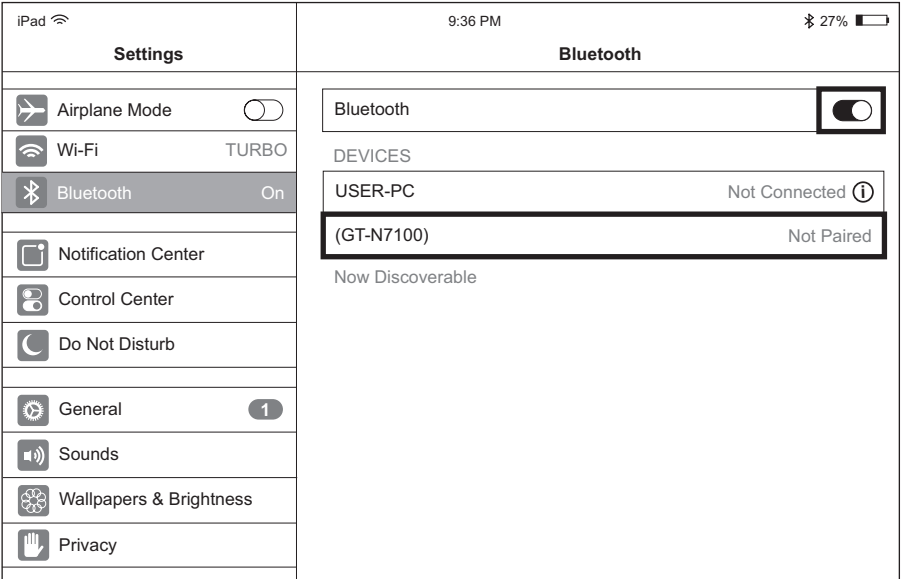 iPad 9:36 PM 27%
Settings
Bluetooth
Airplane Mode
Wi-Fi TURBO
Bluetooth On
Notification Center
Control Center
Do Not Disturb
General 1
Sounds
Wallpapers & Brightness
Privacy
Bluetooth
DEVICES
USER-PC Not Connected i
(GT-N7100) Not Paired
Now Discoverable